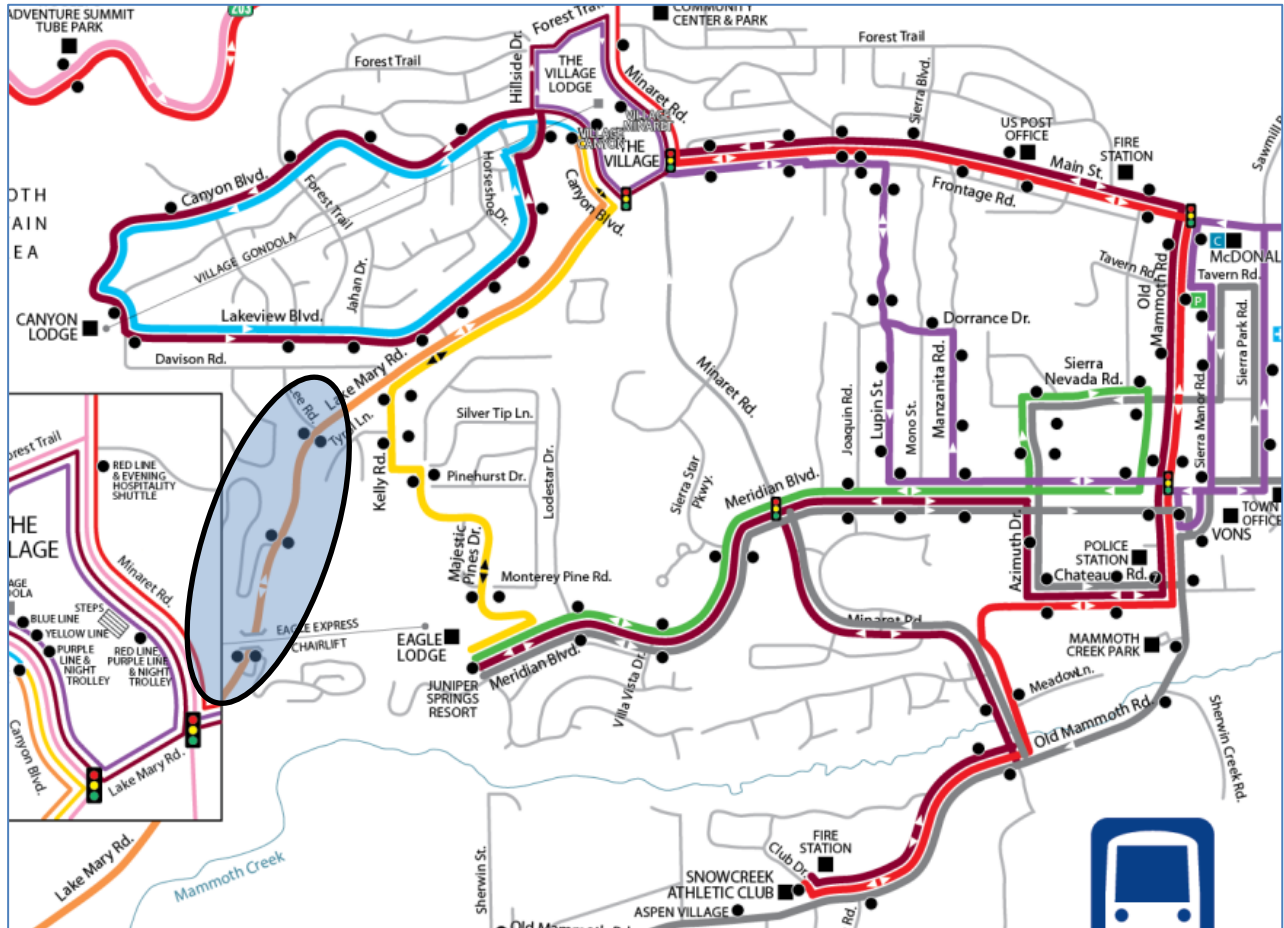 ADVENTURE SUMMIT
TUBE PARK
203
COMMUNITY
CENTER & PARK
Forest Trail
Forest Trail
Forest Trail
Hillside Dr.
THE
VILLAGE
LODGE
Minaret Rd.
VILLAGE
MINARET
VILLAGE
CANYON
THE
VILLAGE
Sierra Blvd.
US POST
OFFICE
FIRE
STATION
Main St.
Frontage Rd.
Canyon Blvd.
Forest Trail
Horseshoe Dr.
Canyon Blvd.
VILLAGE GONDOLA
Jahan Dr.
CANYON
LODGE
Lakeview Blvd.
Davison Rd.
Lake Mary Rd.
Tavern Rd.
Old
Mammoth Rd.
C
McDONAL
Tavern Rd.
P
Sierra Park Rd.
Sierra Manor Rd.
Dorrance Dr.
Sierra
Nevada Rd.
Minaret Rd.
Joaquin Rd.
Lupin St.
Mono St.
Manzanita Rd.
Silver Tip Ln.
Kelly Rd.
Pinehurst Dr.
Lodestar Dr.
Sierra Star
Pkwy.
Meridian Blvd.
Majestic
Pines Dr.
Monterey Pine Rd.
Azimuth Dr.
POLICE
STATION
Chateau Rd.
TOWN
OFFICE
VONS
EAGLE EXPRESS
CHAIRLIFT
EAGLE
LODGE
JUNIPER
SPRINGS
RESORT
Meridian Blvd.
Villa Vista Dr.
Minaret Rd.
MAMMOTH
CREEK PARK
Meadow Ln.
Old Mammoth Rd.
Sherwin Creek Rd.
RED LINE
& EVENING
HOSPITALITY
SHUTTLE
Minaret Rd.
STEPS
BLUE LINE
YELLOW LINE
PURPLE
LINE &
NIGHT
TROLLEY
RED LINE,
PURPLE LINE
& NIGHT
TROLLEY
Canyon Blvd.
Lake Mary Rd.
Lake Mary Rd.
Mammoth Creek
Sherwin St.
FIRE
STATION
Club Dr.
SNOWCREEK
ATHLETIC CLUB
ASPEN VILLAGE
Rd.